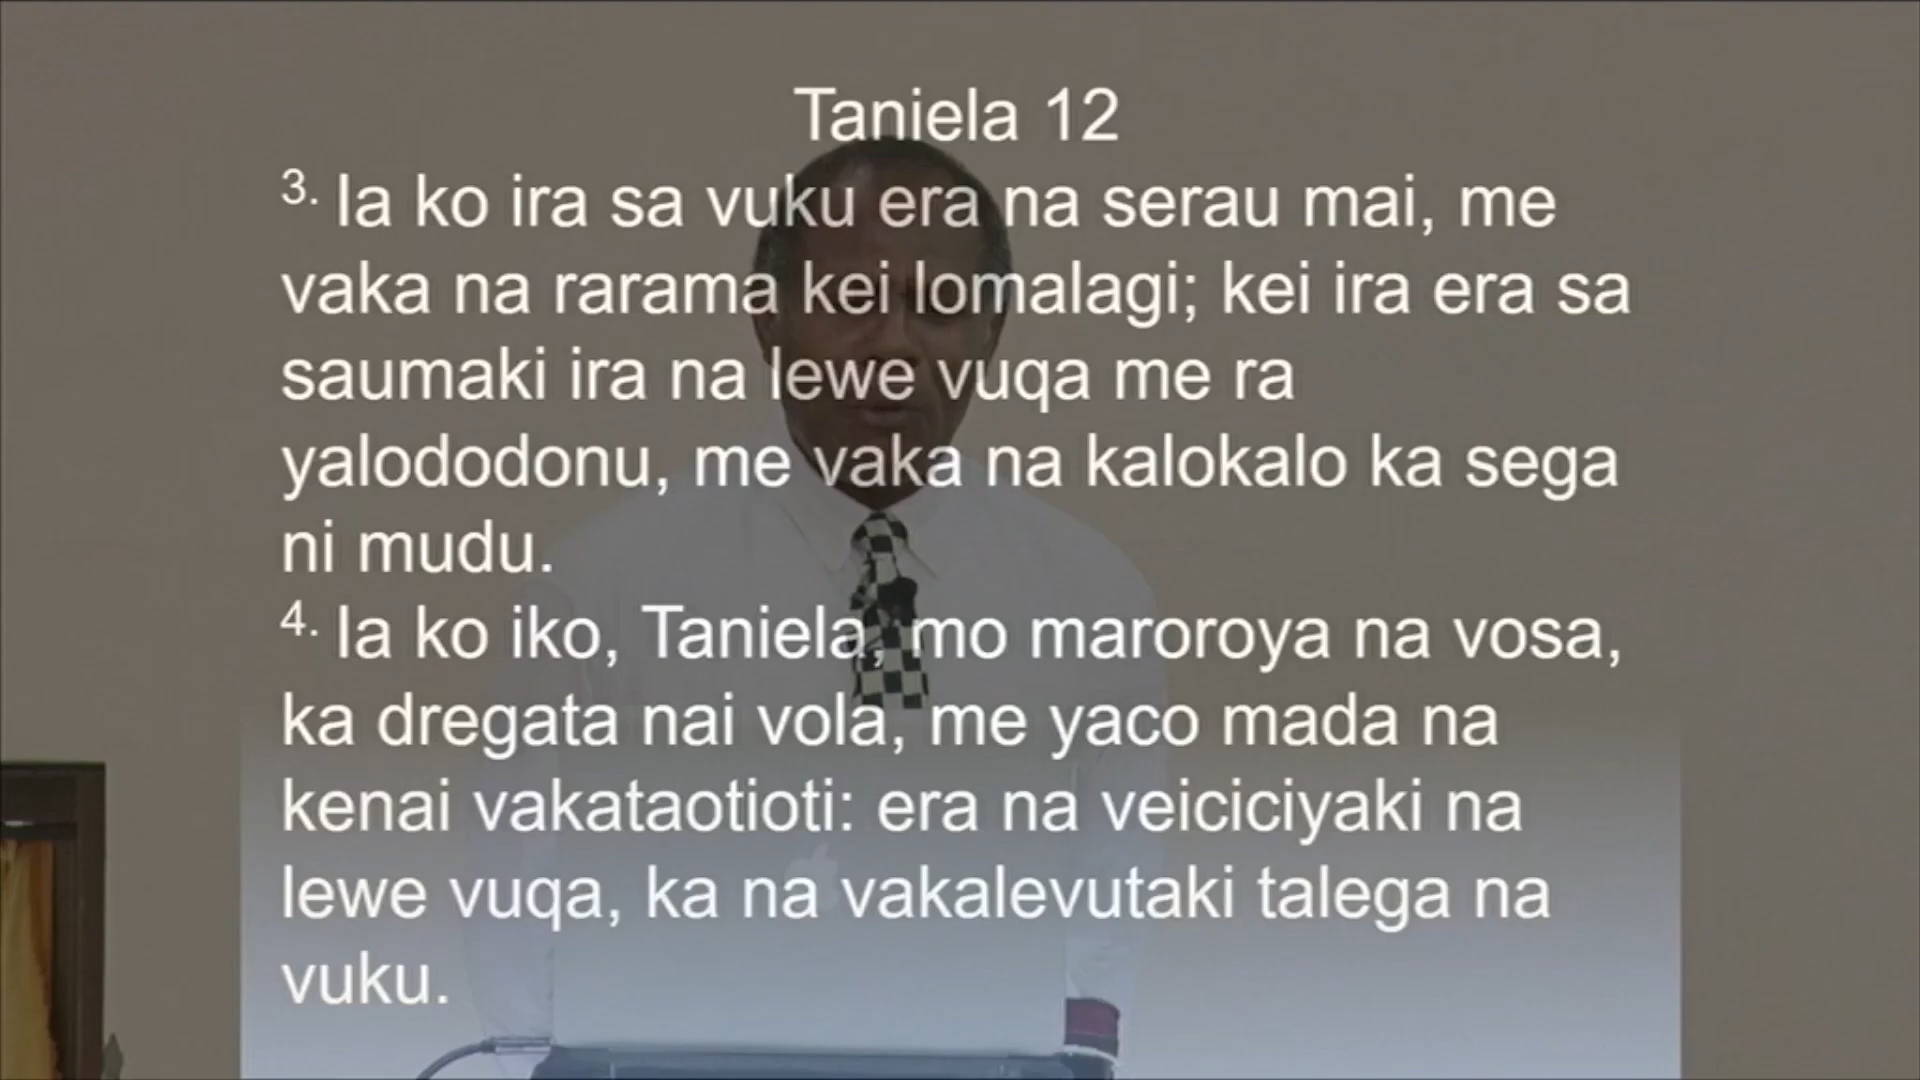 Taniela 12
3. Ia ko ira sa vuku era na serau mai, me
vaka na rarama kei lomalagi; kei ira era sa
saumaki ira na lewe vuqa me ra
yalododonu, me vaka na kalokalo ka sega
ni mudu.
4. Ia ko iko, Taniela, mo maroroya na vosa,
ka dregata nai vola, me yaco mada na
kenai vakataotioti: era na veiciciyaki na
lewe vuqa, ka na vakalevutaki talega na
vuku.